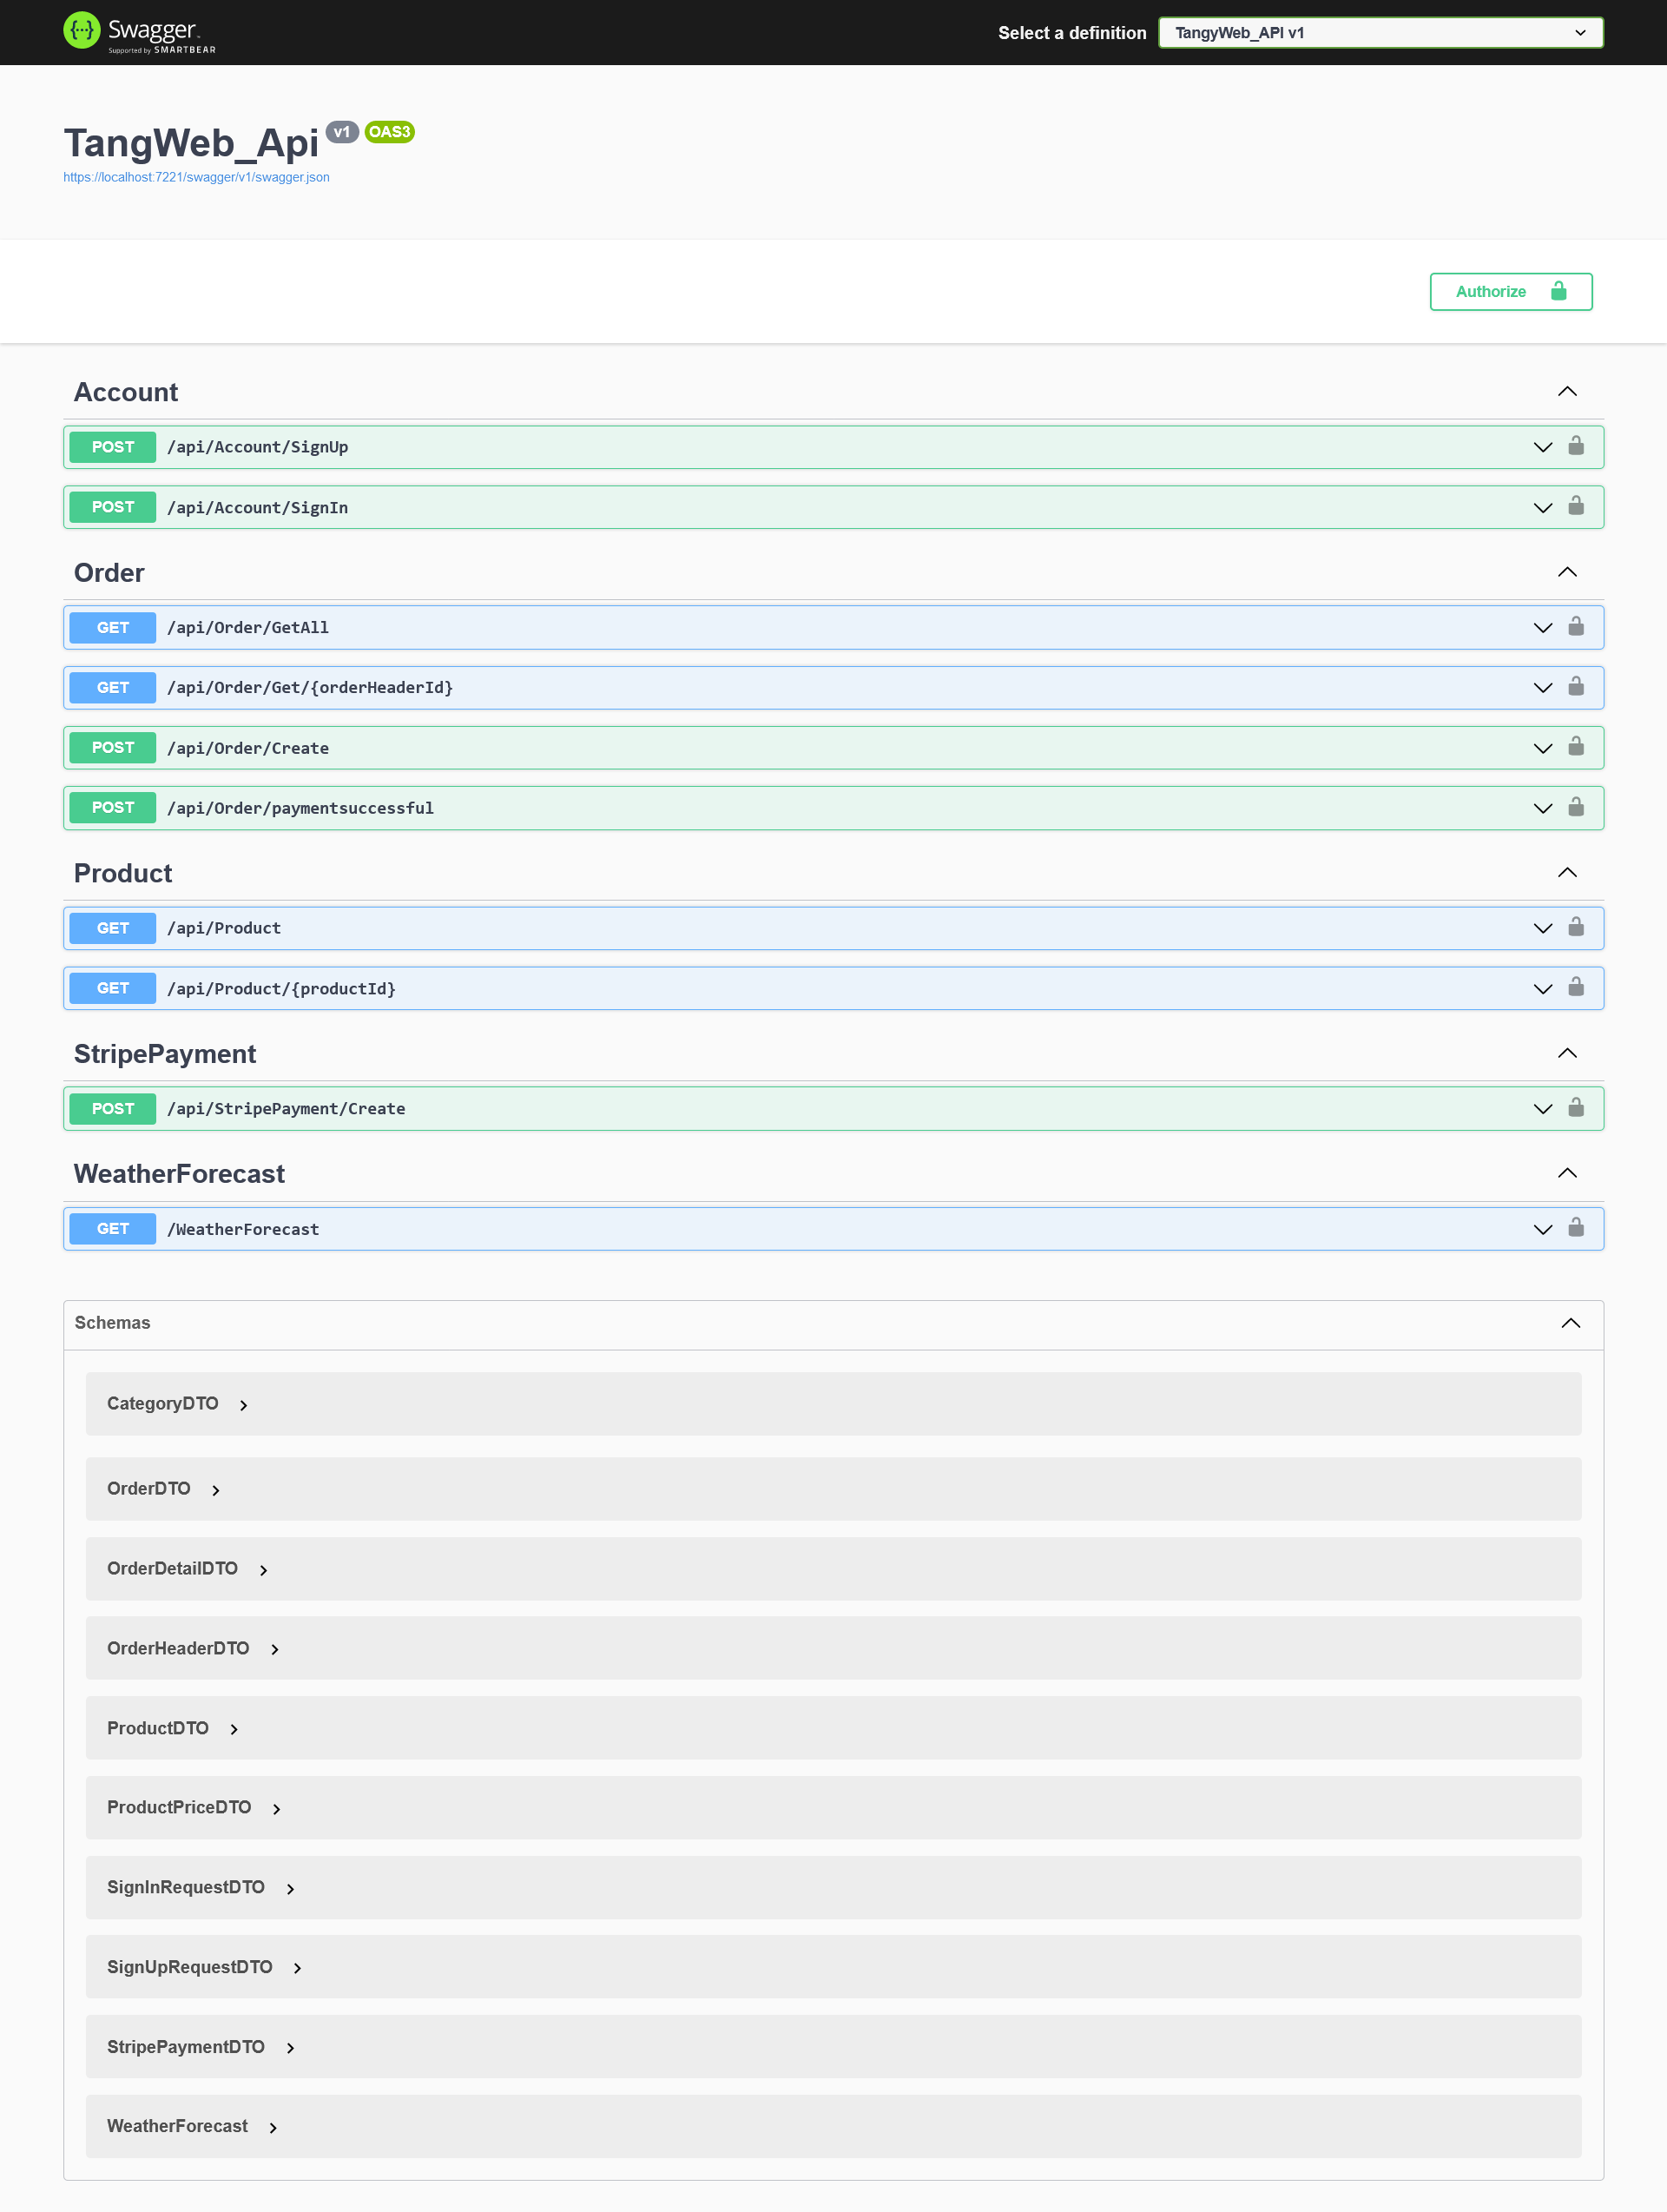 Swagger
Supported by SMARTBEAR
Select a definition
TangyWeb_API v1
TangWeb_Api v1 OAS3
https://localhost:7221/swagger/v1/swagger.json
Authorize
Account
POST /api/Account/SignUp
POST /api/Account/SignIn
Order
GET /api/Order/GetAll
GET /api/Order/Get/{orderHeaderId}
POST /api/Order/Create
POST /api/Order/paymentsuccessful
Product
GET /api/Product
GET /api/Product/{productId}
StripePayment
POST /api/StripePayment/Create
WeatherForecast
GET /WeatherForecast
Schemas
CategoryDTO
OrderDTO
OrderDetailDTO
OrderHeaderDTO
ProductDTO
ProductPriceDTO
SignInRequestDTO
SignUpRequestDTO
StripePaymentDTO
WeatherForecast